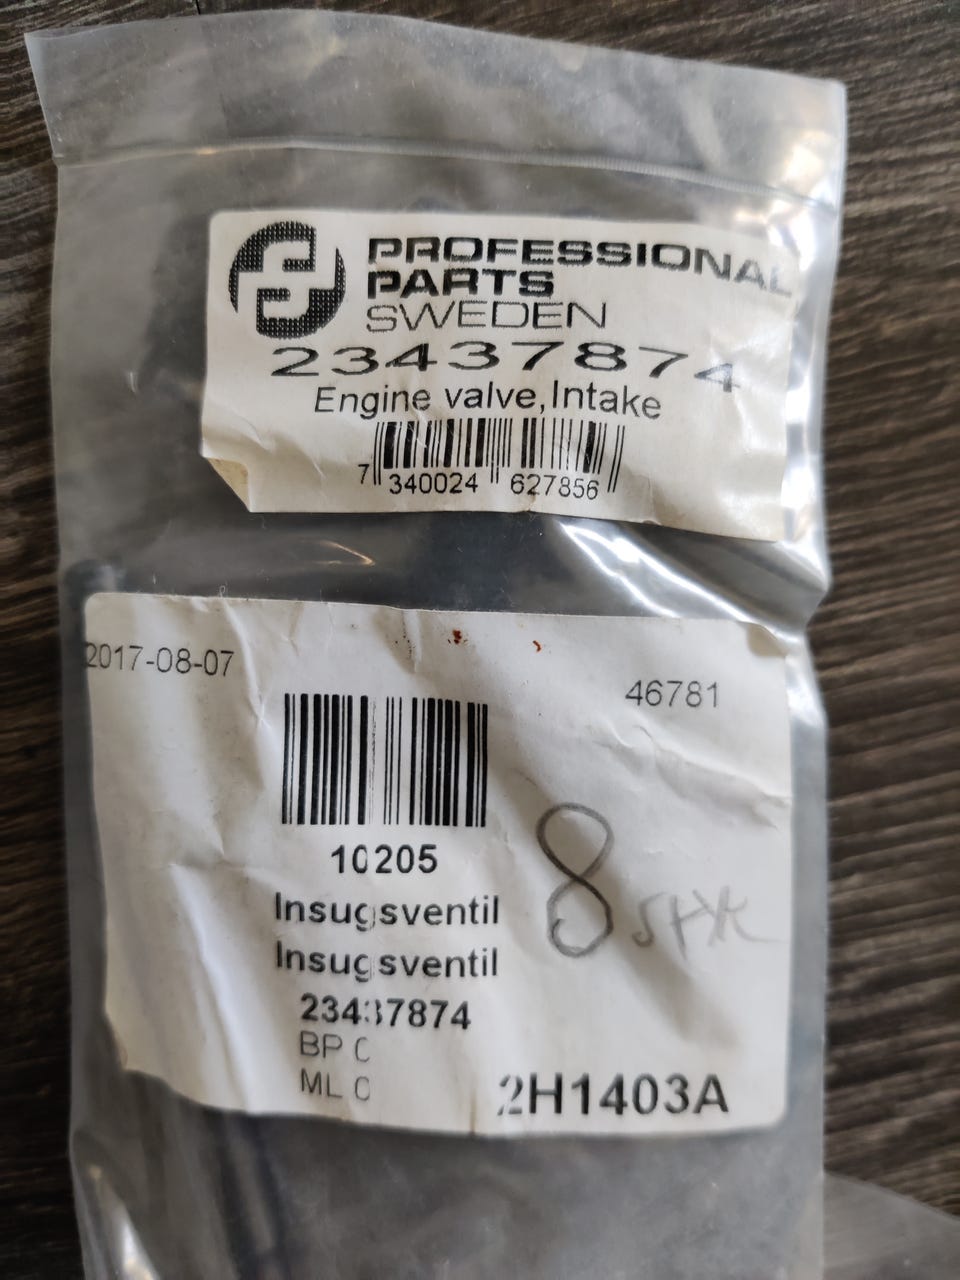 PROFESSIONAL
PARTS
SWEDEN
23437874
Engine valve,Intake
7 340024 627856
2017-08-07
46781
10205
Insugsventil
Insugsventil
23437874
BP 0
ML 0
8 styk
2H1403A